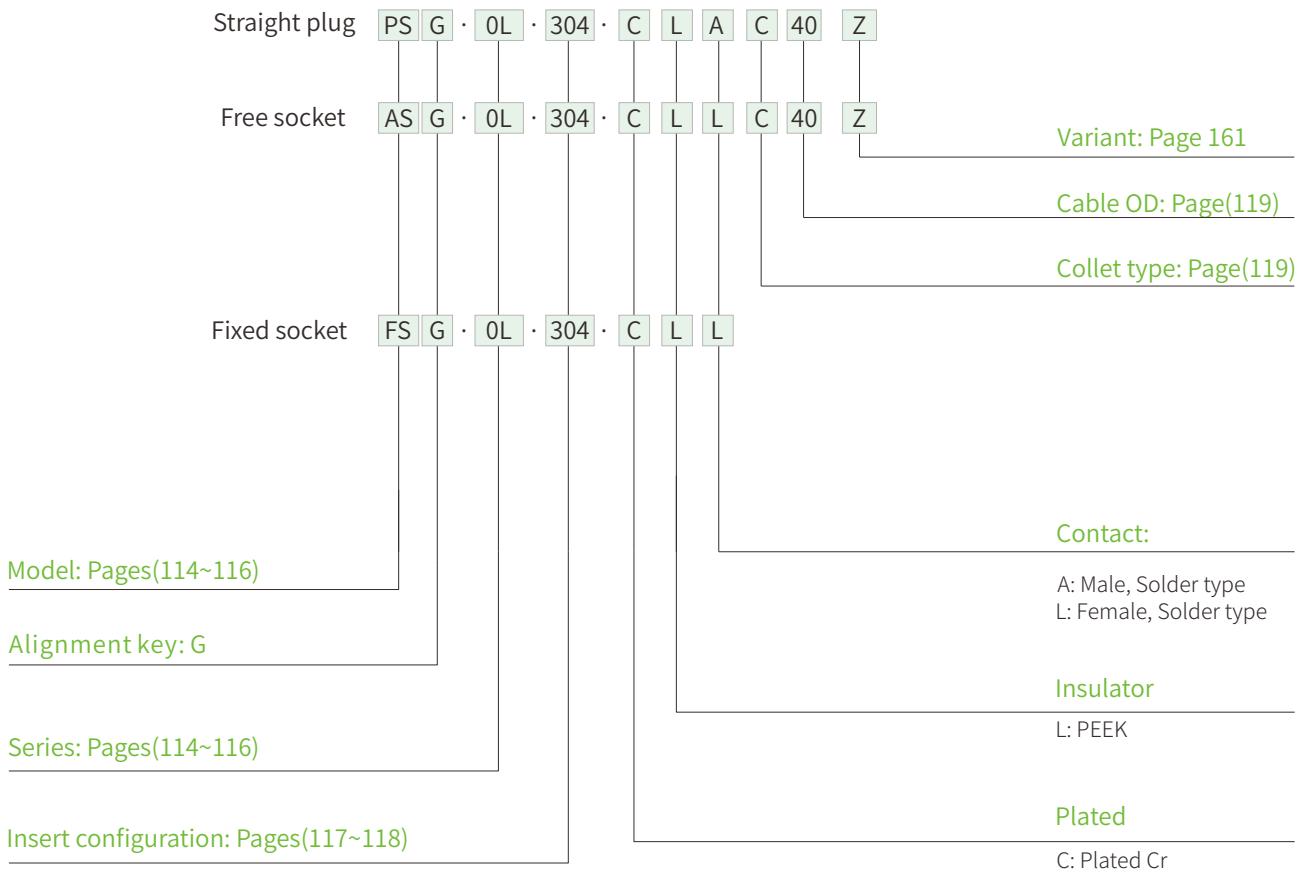 Straight plug PS G · 0L · 304 · C L A C 40 Z
Free socket AS G · 0L · 304 · C L L C 40 Z
Variant: Page 161
Cable OD: Page(119)
Collet type: Page(119)
Fixed socket FS G · 0L · 304 · C L L
Contact:
A: Male, Solder type
L: Female, Solder type
Model: Pages(114~116)
Alignment key: G
Insulator
L: PEEK
Series: Pages(114~116)
Plated
C: Plated Cr
Insert configuration: Pages(117~118)